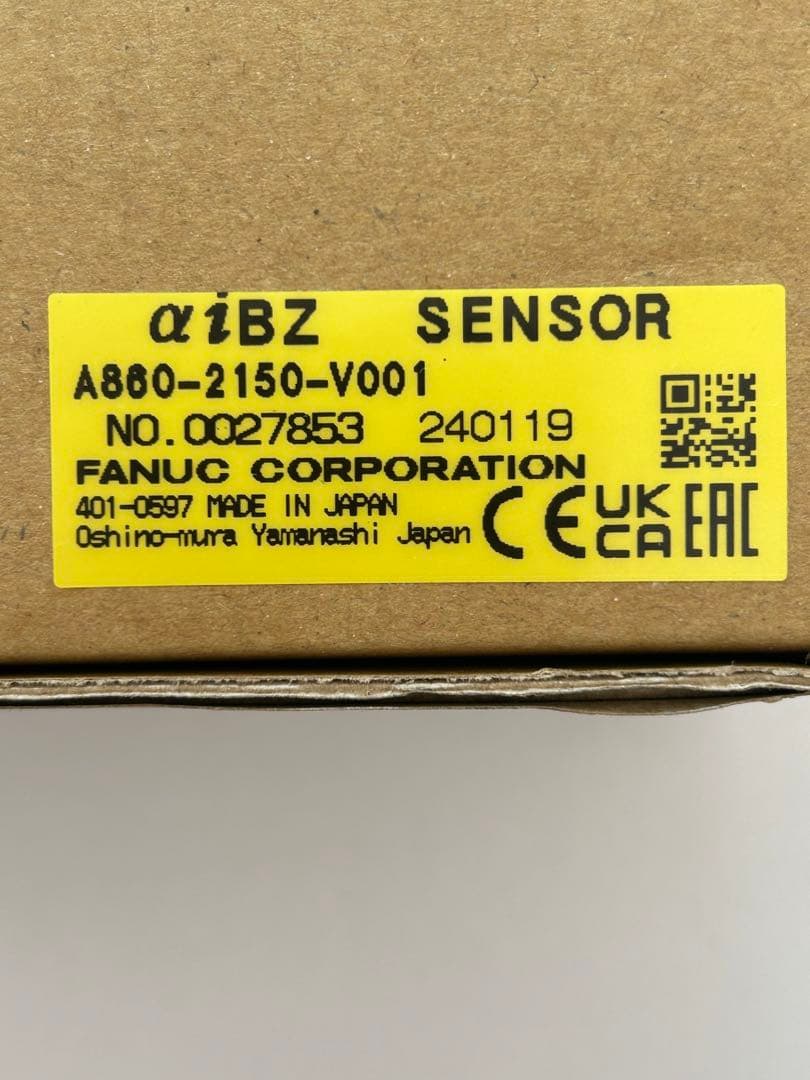 αiBZ SENSOR
A860-2150-V001
NO.0027853 240119
FANUC CORPORATION
401-0597 MADE IN JAPAN
Oshino-mura Yamanashi Japan
CE UK CA EAC